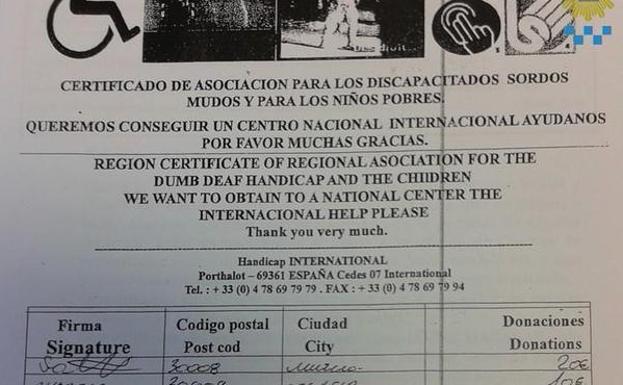 CERTIFICADO DE ASOCIACION PARA LOS DISCAPACITADOS SORDOS
MUDOS Y PARA LOS NIÑOS POBRES.
QUEREMOS CONSEGUIR UN CENTRO NACIONAL INTERNACIONAL AYUDANOS
POR FAVOR MUCHAS GRACIAS.
REGION CERTIFICATE OF REGIONAL ASOCIATION FOR THE
DUMB DEAF HANDICAP AND THE CHIIDREN
WE WANT TO OBTAIN TO A NATIONAL CENTER THE
INTERNACIONAL HELP PLEASE
Thank you very much.
Handicap INTERNATIONAL
Porthalot – 69361 ESPAÑA Cedes 07 International
Tel. : + 33 (0) 4 78 69 79 79 . FAX : + 33 (0) 4 78 69 79 94
Firma Codigo postal Ciudad Donaciones
Signature Post cod City Donations
30008 20€
10€